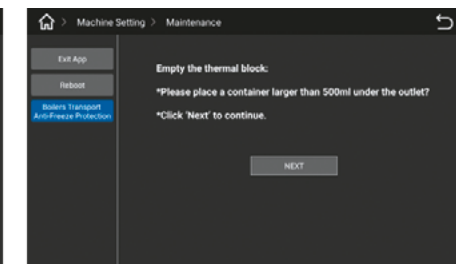 > Machine Setting > Maintenance
Exit App
Reboot
Boilers Transport
Anti-Freeze Protection
Empty the thermal block:
*Please place a container larger than 500ml under the outlet?
*Click 'Next' to continue.
NEXT